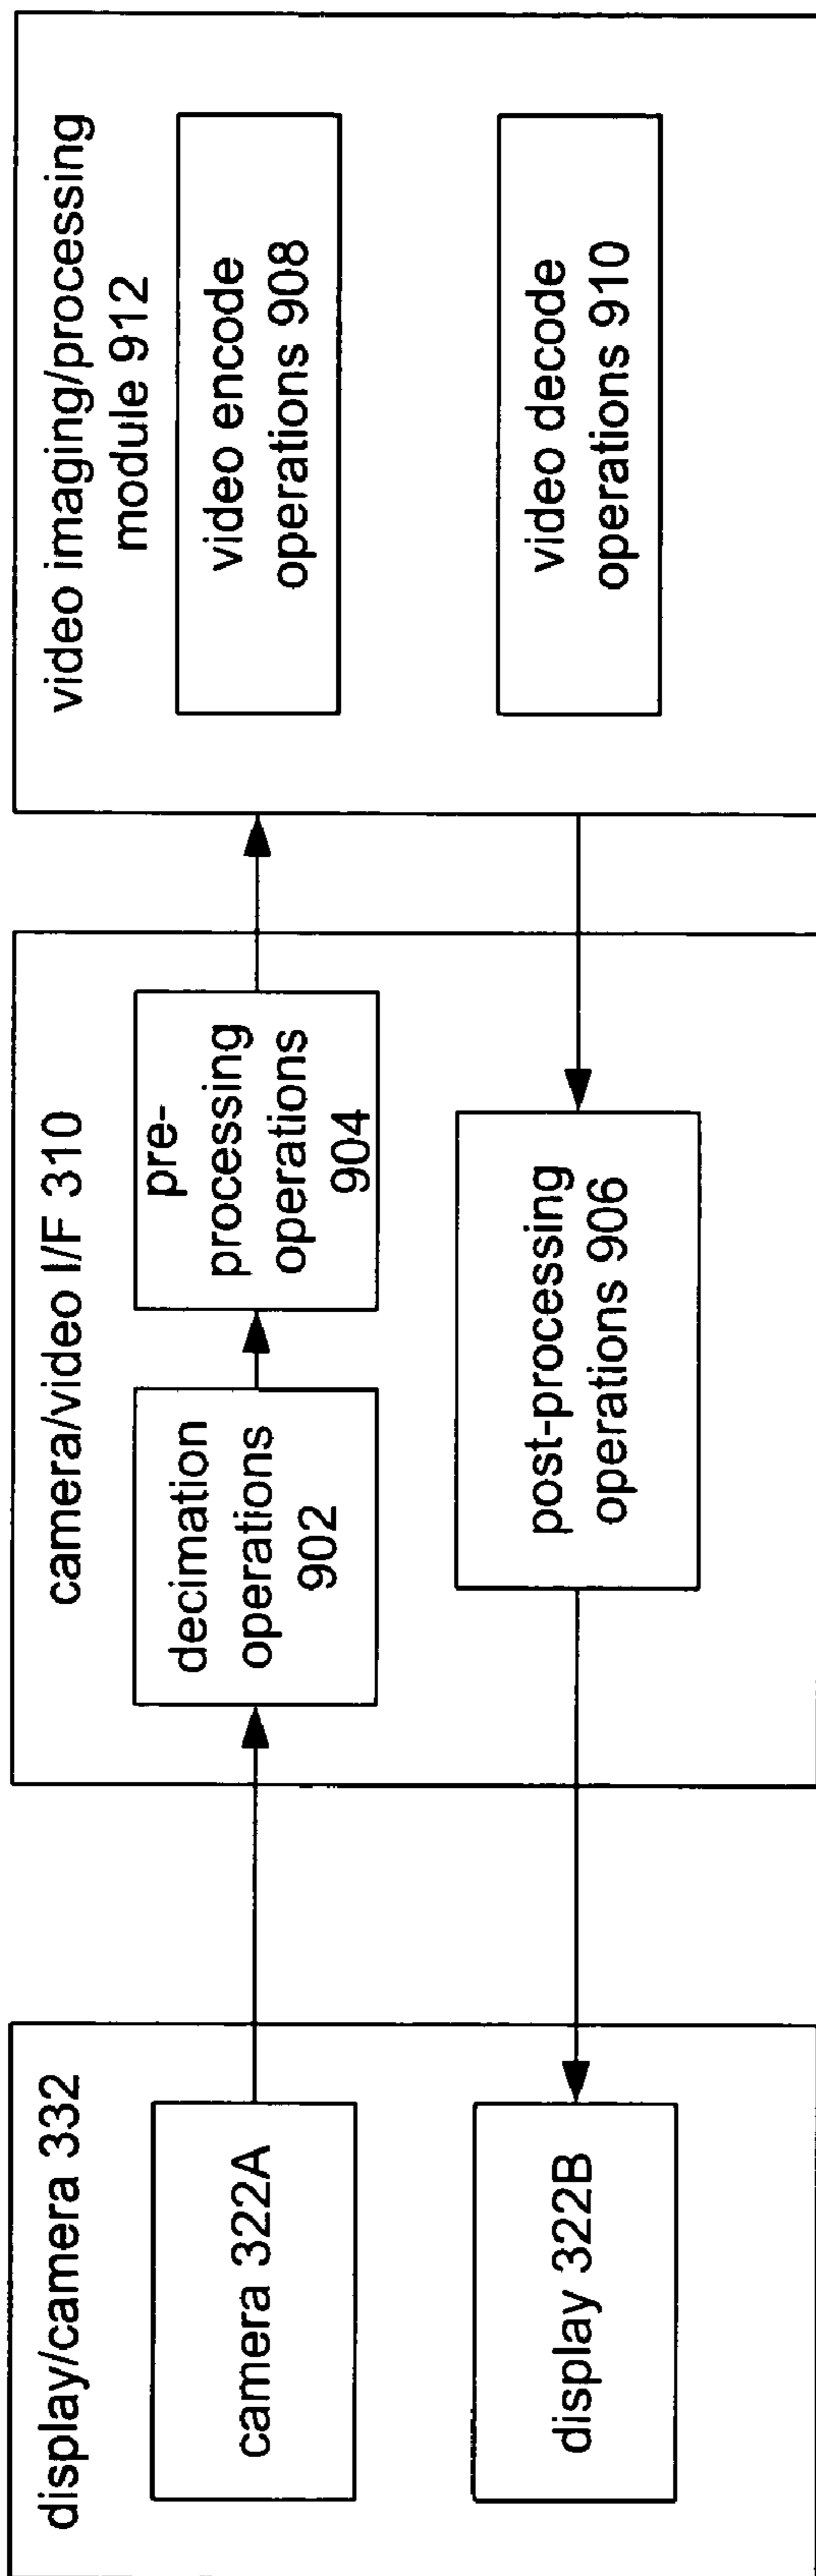 display/camera 332
camera 322A
display 322B
camera/video I/F 310
decimation
operations
902
pre-
processing
operations
904
post-processing
operations 906
video imaging/processing
module 912
video encode
operations 908
video decode
operations 910